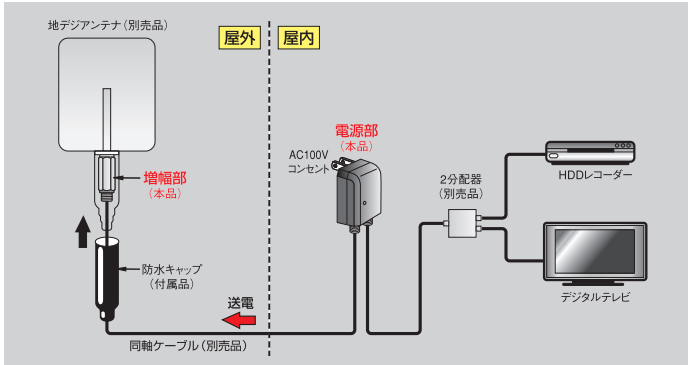 地デジアンテナ（別売品）
屋外
屋内
増幅部
（本品）
防水キャップ
（付属品）
送電
同軸ケーブル（別売品）
電源部
（本品）
AC100V
コンセント
2分配器
（別売品）
HDDレコーダー
デジタルテレビ